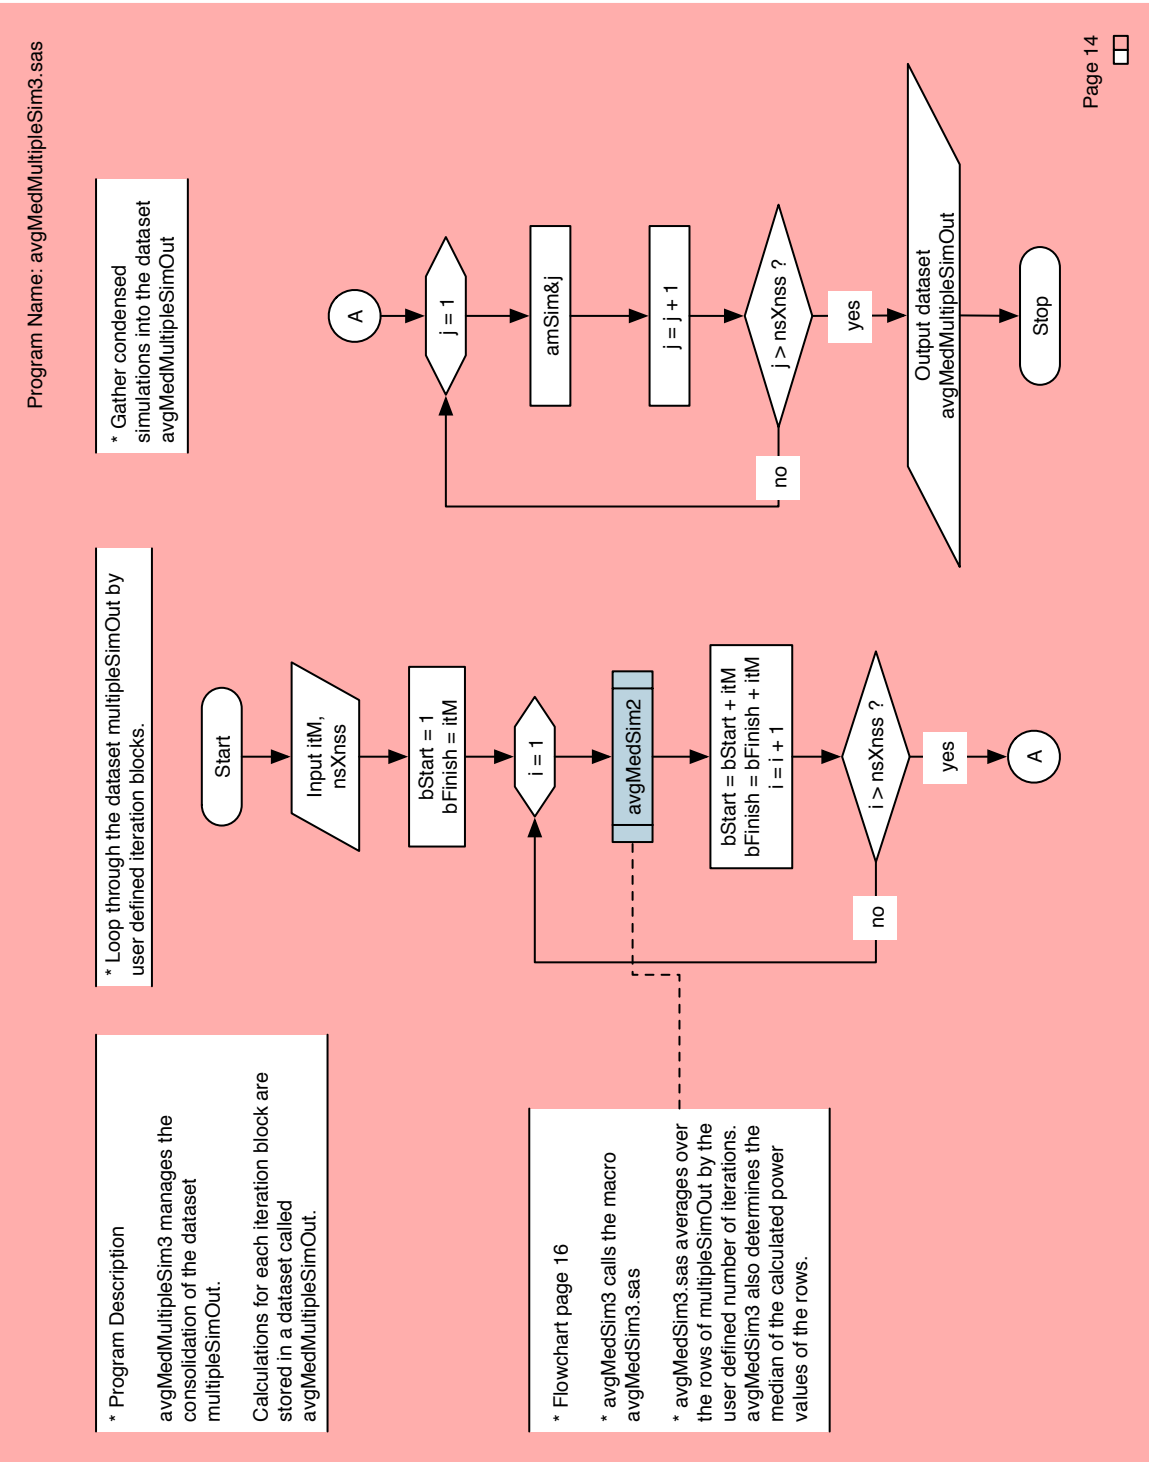 Program Name: avgMedMultipleSim3.sas
* Program Description
avgMedMultipleSim3 manages the
consolidation of the dataset
multipleSimOut.
Calculations for each iteration block are
stored in a dataset called
avgMedMultipleSimOut.
* Loop through the dataset multipleSimOut by
user defined iteration blocks.
* Gather condensed
simulations into the dataset
avgMedMultipleSimOut
Start
Input itM,
nsXnss
bStart = 1
bFinish = itM
i = 1
avgMedSim2
bStart = bStart + itM
bFinish = bFinish + itM
i = i + 1
i > nsXnss ?
no
yes
A
* Flowchart page 16
* avgMedSim3 calls the macro
avgMedSim3.sas
* avgMedSim3.sas averages over
the rows of multipleSimOut by the
user defined number of iterations.
avgMedSim3 also determines the
median of the calculated power
values of the rows.
A
j = 1
amSim&j
j = j + 1
j > nsXnss ?
no
yes
Output dataset
avgMedMultipleSimOut
Stop
Page 14